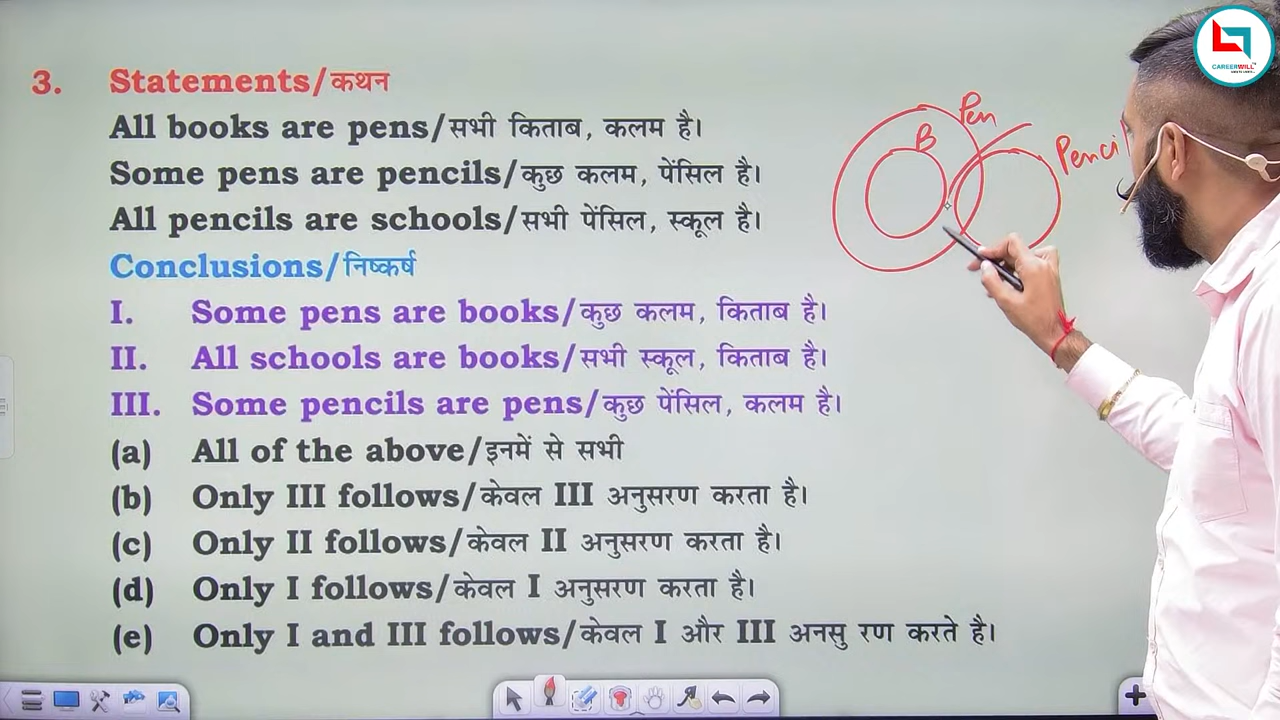 CAREERWILL
3. Statements/कथन
All books are pens/सभी किताब, कलम है।
Some pens are pencils/कुछ कलम, पेंसिल है।
All pencils are schools/सभी पेंसिल, स्कूल है।
Conclusions/निष्कर्ष
I. Some pens are books/कुछ कलम, किताब है।
II. All schools are books/सभी स्कूल, किताब है।
III. Some pencils are pens/कुछ पेंसिल, कलम है।
(a) All of the above/इनमें से सभी
(b) Only III follows/केवल III अनुसरण करता है।
(c) Only II follows/केवल II अनुसरण करता है।
(d) Only I follows/केवल I अनुसरण करता है।
(e) Only I and III follows/केवल I और III अनसु रण करते है।
Pen
B
Pencil